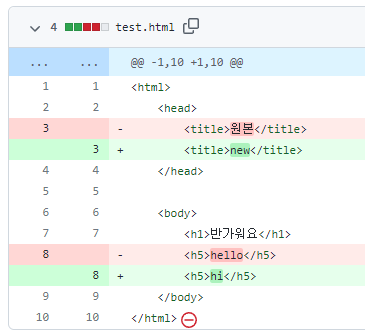 4 test.html
... ... @@ -1,10 +1,10 @@
1 1 <html>
2 2 <head>
3 - <title>원본</title>
3 + <title>new</title>
4 4 </head>
5 5
6 6 <body>
7 7 <h1>반가워요</h1>
8 - <h5>hello</h5>
8 + <h5>hi</h5>
9 9 </body>
10 10 </html>